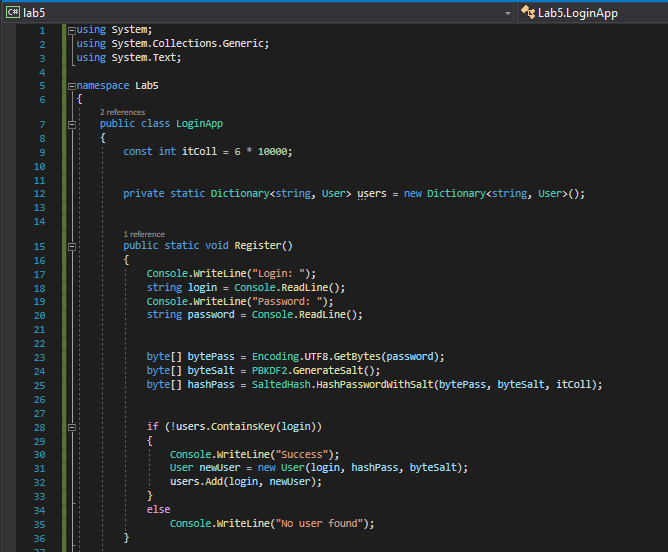 C# lab5 Lab5.LoginApp
1 using System;
2 using System.Collections.Generic;
3 using System.Text;
4
5 namespace Lab5
6 {
2 references
7 public class LoginApp
8 {
9 const int itColl = 6 * 10000;
10
11
12 private static Dictionary<string, User> users = new Dictionary<string, User>();
13
14
1 reference
15 public static void Register()
16 {
17 Console.WriteLine("Login: ");
18 string login = Console.ReadLine();
19 Console.WriteLine("Password: ");
20 string password = Console.ReadLine();
21
22
23 byte[] bytePass = Encoding.UTF8.GetBytes(password);
24 byte[] byteSalt = PBKDF2.GenerateSalt();
25 byte[] hashPass = SaltedHash.HashPasswordWithSalt(bytePass, byteSalt, itColl);
26
27
28 if (!users.ContainsKey(login))
29 {
30 Console.WriteLine("Success");
31 User newUser = new User(login, hashPass, byteSalt);
32 users.Add(login, newUser);
33 }
34 else
35 Console.WriteLine("No user found");
36 }